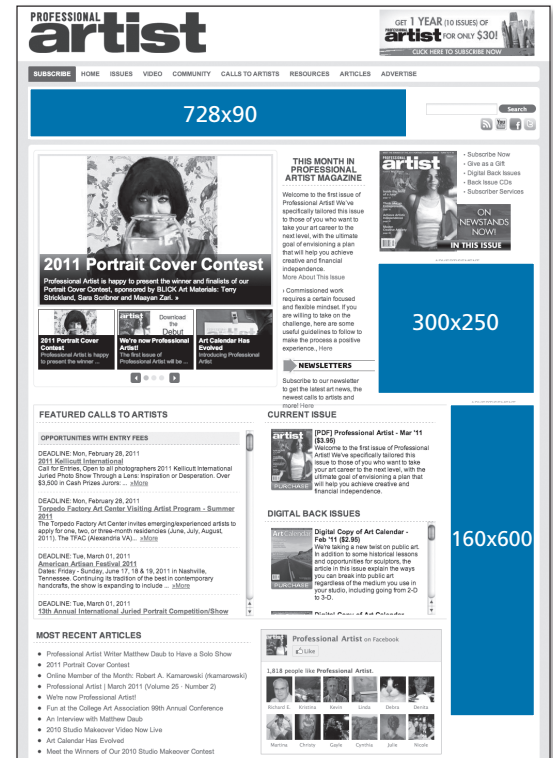 PROFESSIONAL
artist
GET 1 YEAR (10 ISSUES) OF
artist FOR ONLY $30!
CLICK HERE TO SUBSCRIBE NOW
SUBSCRIBE HOME ISSUES VIDEO COMMUNITY CALLS TO ARTISTS RESOURCES ARTICLES ADVERTISE
728x90
Search
2011 Portrait Cover Contest
Professional Artist is happy to present the winner and finalists of our
Portrait Cover Contest, sponsored by BLICK Art Materials: Terry
Strickland, Sara Scribner and Maayan Zari. »
2011 Portrait Cover
Contest
Professional Artist is happy
to present the winner ...
artist
Download
the
Debut
We're now Professional
Artist!
The first issue of
Professional Artist will be ...
Art Calendar Has
Evolved
Introducing Professional
Artist
THIS MONTH IN
PROFESSIONAL
ARTIST MAGAZINE
Welcome to the first issue of
Professional Artist! We've
specifically tailored this issue
to those of you who want to
take your art career to the
next level, with the ultimate
goal of envisioning a plan
that will help you achieve
creative and financial
independence.
More About This Issue
› Commissioned work
requires a certain focused
and flexible mindset. If you
are willing to take on the
challenge, here are some
useful guidelines to follow to
make the process a positive
experience., Here
NEWSLETTERS
Subscribe to our newsletter
to get the latest art news, the
newest calls to artists and
more! Here
artist
- Subscribe Now
- Give as a Gift
- Digital Back Issues
- Back Issue CDs
- Subscriber Services
ON
NEWSTANDS
NOW!
IN THIS ISSUE
300x250
FEATURED CALLS TO ARTISTS
OPPORTUNITIES WITH ENTRY FEES
DEADLINE: Mon, February 28, 2011
2011 Kellicutt International
Call for Entries, Open to all photographers 2011 Kellicutt International
Juried Photo Show Through a Lens: Inspiration or Desperation. Over
$3,500 in Cash Prizes Jurors: ... »More
DEADLINE: Mon, February 28, 2011
Torpedo Factory Art Center Visiting Artist Program - Summer
2011
The Torpedo Factory Art Center invites emerging/experienced artists to
apply for one, two, or three-month residencies (June, July, August,
2011). The TFAC (Alexandria VA)... »More
DEADLINE: Tue, March 01, 2011
American Artisan Festival 2011
Dates: Friday - Sunday, June 17, 18 & 19, 2011 in Nashville,
Tennessee. Continuing its tradition of the best in contemporary
handcrafts, the show is expanding to include ... »More
DEADLINE: Tue, March 01, 2011
13th Annual International Juried Portrait Competition/Show
CURRENT ISSUE
artist
PURCHASE
[PDF] Professional Artist - Mar '11
($3.95)
Welcome to the first issue of Professional
Artist! We've specifically tailored this
issue to those of you who want to take
your art career to the next level, with the
ultimate goal of envisioning a plan that
will help you achieve creative and
financial independence.
DIGITAL BACK ISSUES
Art Calendar
PURCHASE
Digital Copy of Art Calendar -
Feb '11 ($2.95)
We're taking a new twist on public art.
In addition to some historical lessons
and opportunities for sculptors, the
article in this issue explain the ways
you can break into public art
regardless of the medium you use in
your studio, including going from 2-D
to 3-D.
Digital Copy of Art Calendar
160x600
MOST RECENT ARTICLES
• Professional Artist Writer Matthew Daub to Have a Solo Show
• 2011 Portrait Cover Contest
• Online Member of the Month: Robert A. Kamarowski (rkamarowski)
• Professional Artist | March 2011 (Volume 25 · Number 2)
• We're now Professional Artist!
• Fun at the College Art Association 99th Annual Conference
• An Interview with Matthew Daub
• 2010 Studio Makeover Video Now Live
• Art Calendar Has Evolved
• Meet the Winners of Our 2010 Studio Makeover Contest
Professional Artist on Facebook
Like
1,818 people like Professional Artist.
Richard E. Kristina Kevin Linda Debra Denita
Martina Christy Gayle Cynthia Julie Nicole